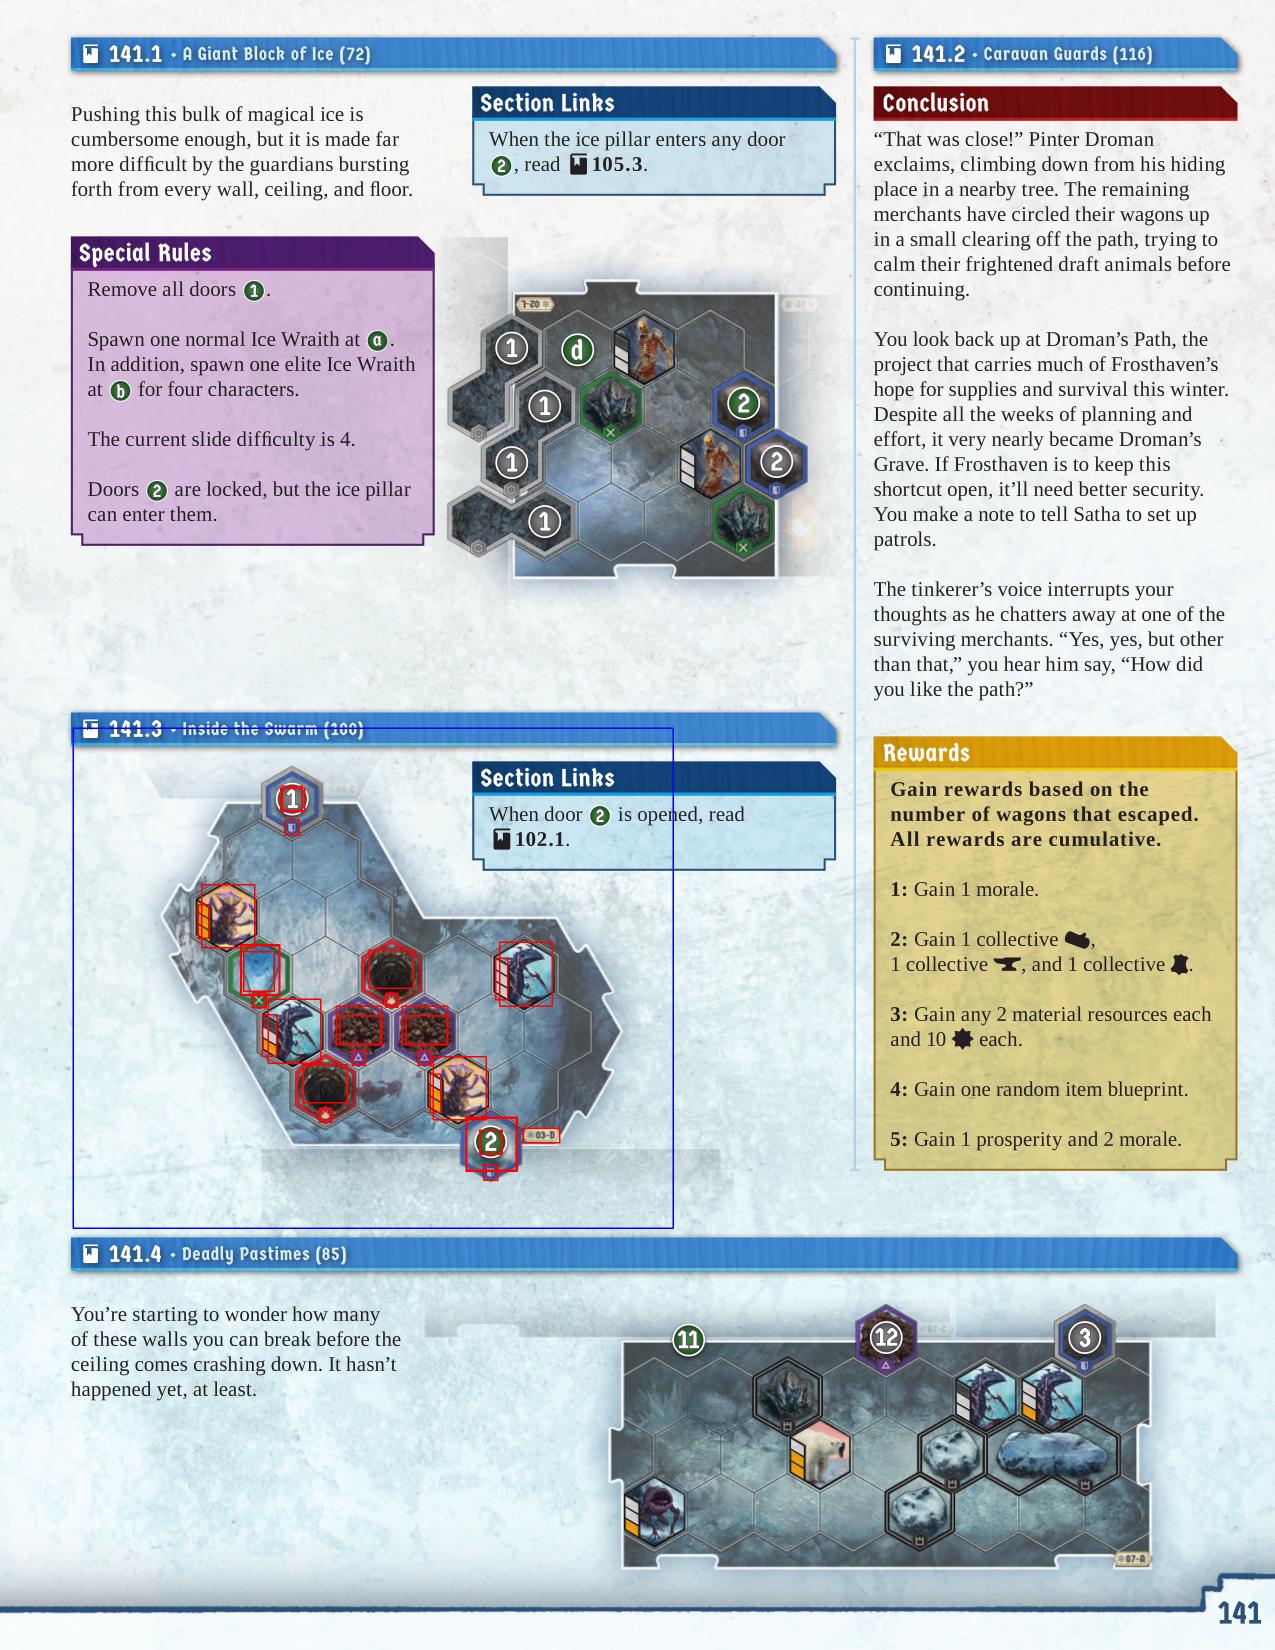 141.1 • A Giant Block of Ice (72)
Pushing this bulk of magical ice is
cumbersome enough, but it is made far
more difficult by the guardians bursting
forth from every wall, ceiling, and floor.
Section Links
When the ice pillar enters any door
2, read 105.3.
Special Rules
Remove all doors 1.
Spawn one normal Ice Wraith at a.
In addition, spawn one elite Ice Wraith
at b for four characters.
The current slide difficulty is 4.
Doors 2 are locked, but the ice pillar
can enter them.
1
d
1
2
1
2
1
141.2 • Caravan Guards (116)
Conclusion
“That was close!” Pinter Droman
exclaims, climbing down from his hiding
place in a nearby tree. The remaining
merchants have circled their wagons up
in a small clearing off the path, trying to
calm their frightened draft animals before
continuing.
You look back up at Droman’s Path, the
project that carries much of Frosthaven’s
hope for supplies and survival this winter.
Despite all the weeks of planning and
effort, it very nearly became Droman’s
Grave. If Frosthaven is to keep this
shortcut open, it’ll need better security.
You make a note to tell Satha to set up
patrols.
The tinkerer’s voice interrupts your
thoughts as he chatters away at one of the
surviving merchants. “Yes, yes, but other
than that,” you hear him say, “How did
you like the path?”
Rewards
Gain rewards based on the
number of wagons that escaped.
All rewards are cumulative.
1: Gain 1 morale.
2: Gain 1 collective ,
1 collective , and 1 collective .
3: Gain any 2 material resources each
and 10 each.
4: Gain one random item blueprint.
5: Gain 1 prosperity and 2 morale.
141.3 • Inside the Swarm (100)
Section Links
When door 2 is opened, read
102.1.
1
2
03-D
141.4 • Deadly Pastimes (85)
You’re starting to wonder how many
of these walls you can break before the
ceiling comes crashing down. It hasn’t
happened yet, at least.
11
12
3
07-A
141